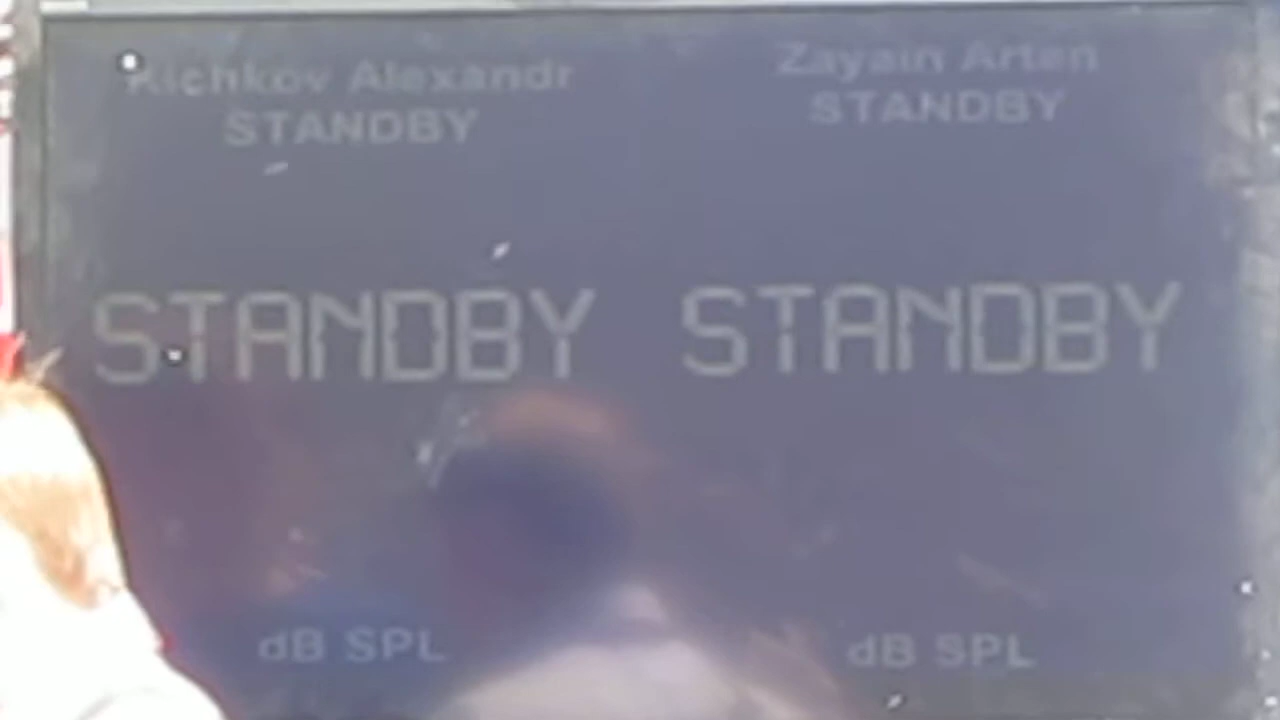 Kichkov Alexandr
STANDBY
STANDBY
dB SPL
Zayain Arten
STANDBY
STANDBY
dB SPL